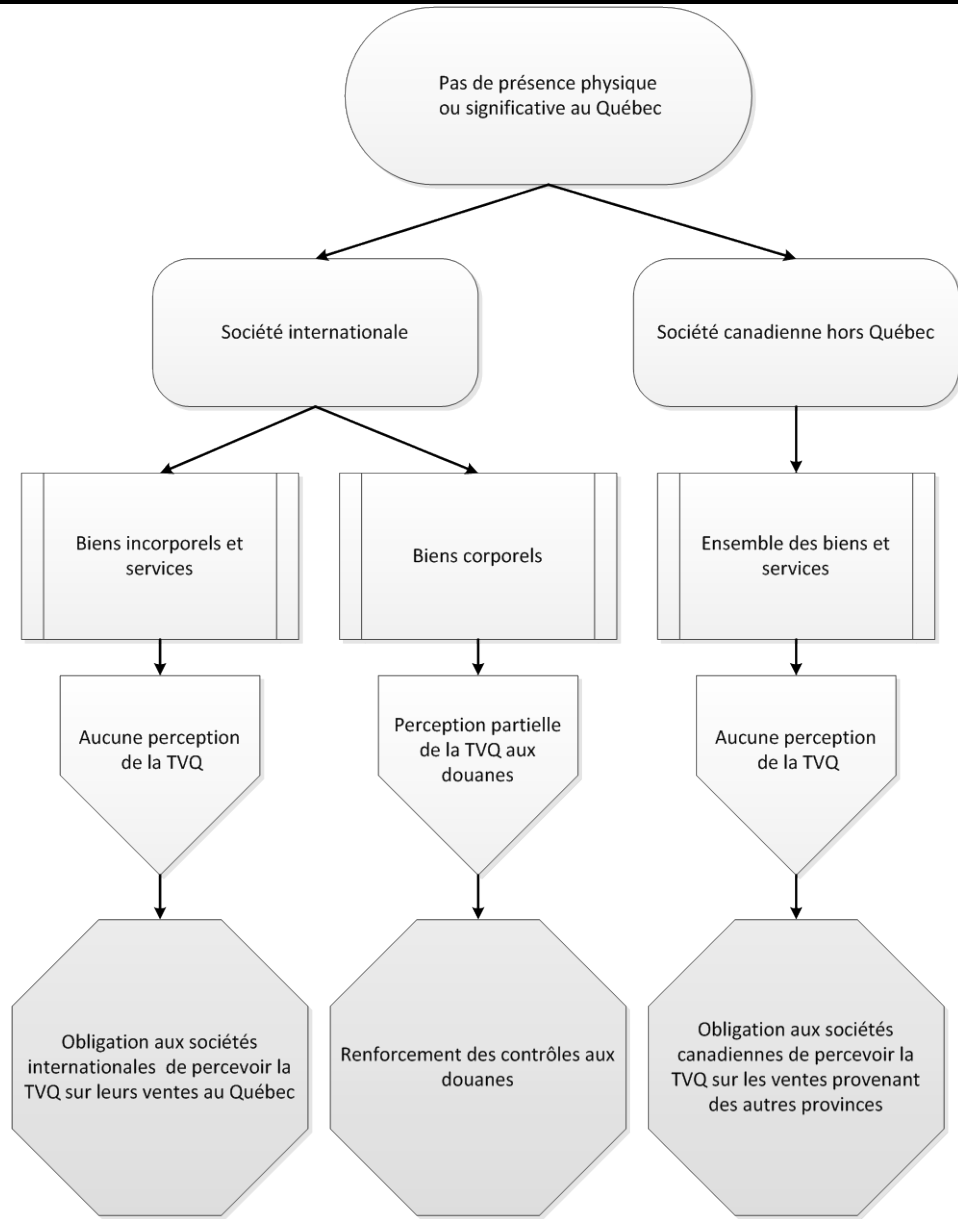 Pas de présence physique
ou significative au Québec
Société internationale
Société canadienne hors Québec
Biens incorporels et
services
Biens corporels
Ensemble des biens et
services
Aucune perception
de la TVQ
Perception partielle
de la TVQ aux
douanes
Aucune perception
de la TVQ
Obligation aux sociétés
internationales de percevoir la
TVQ sur leurs ventes au Québec
Renforcement des contrôles aux
douanes
Obligation aux sociétés
canadiennes de percevoir la
TVQ sur les ventes provenant
des autres provinces